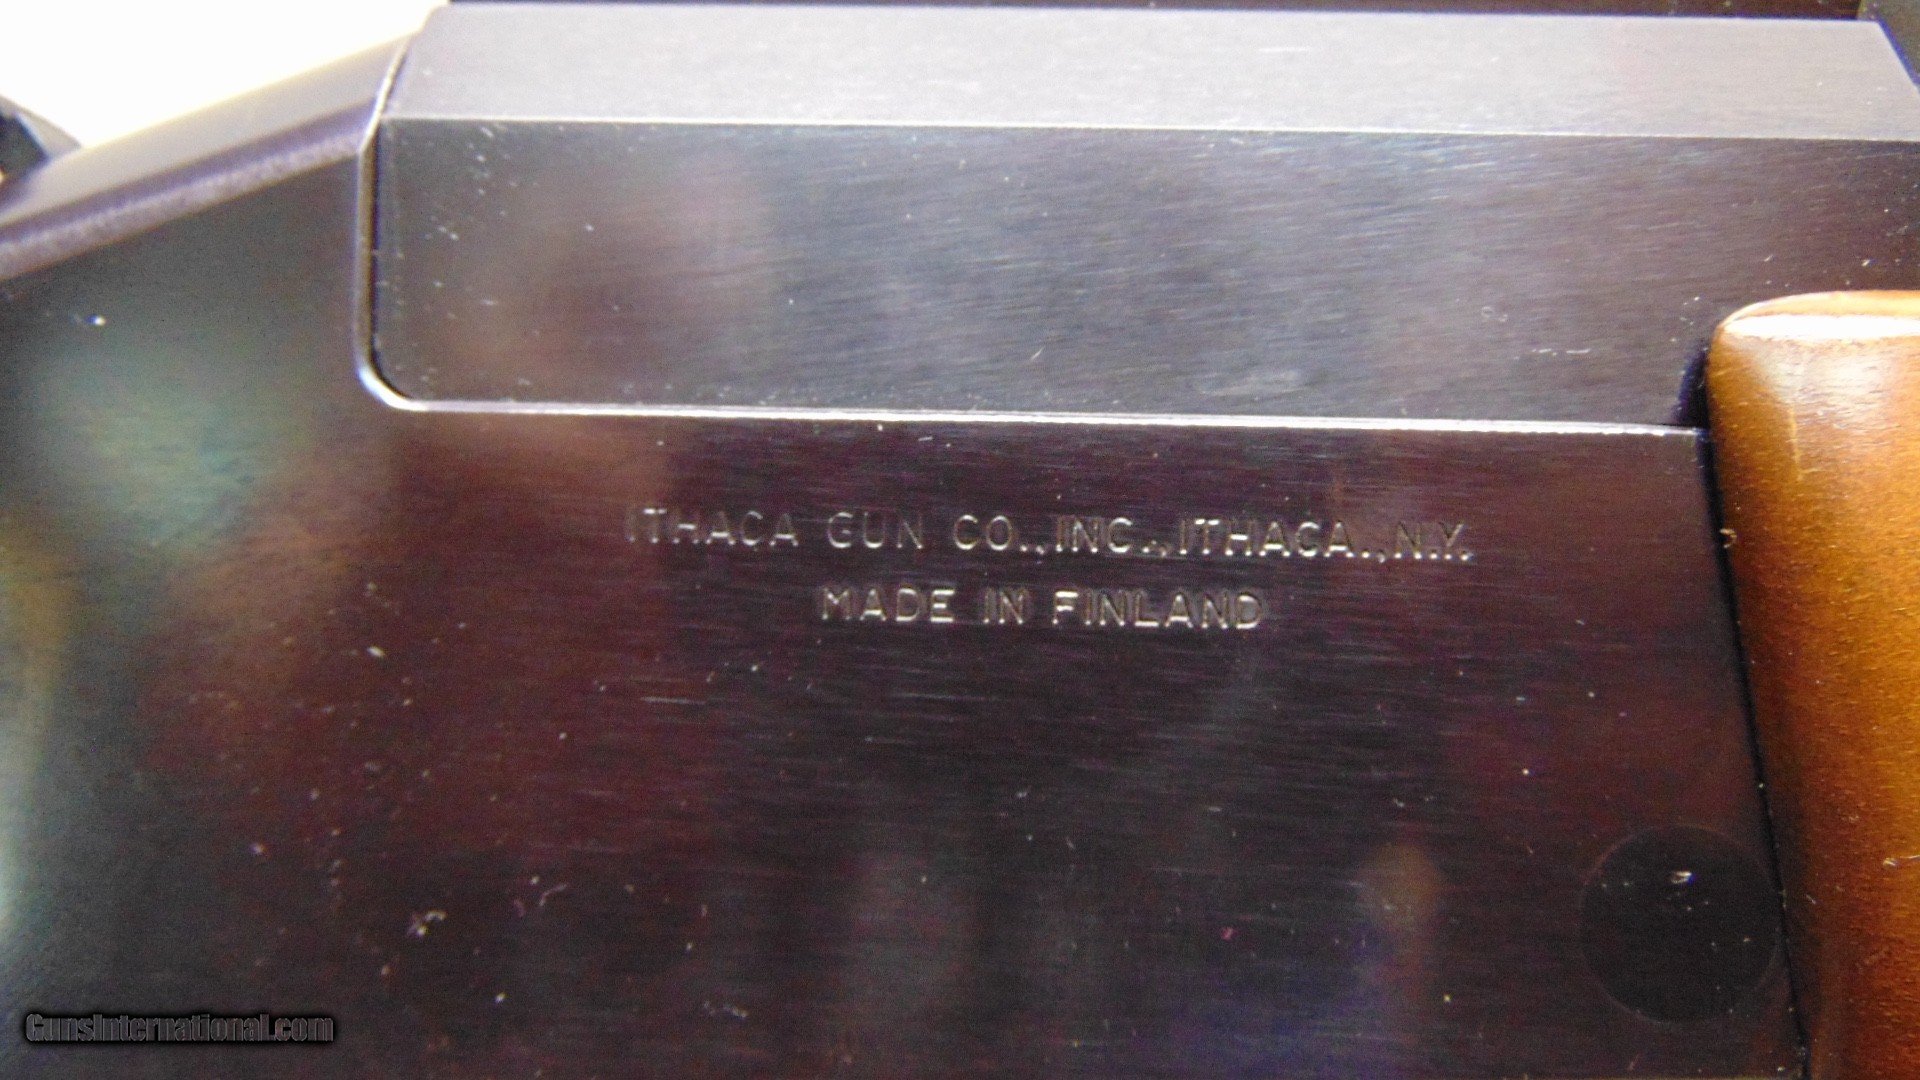 ITHACA GUN CO.,INC.,ITHACA.,N.Y.
MADE IN FINLAND
GunsInternational.com